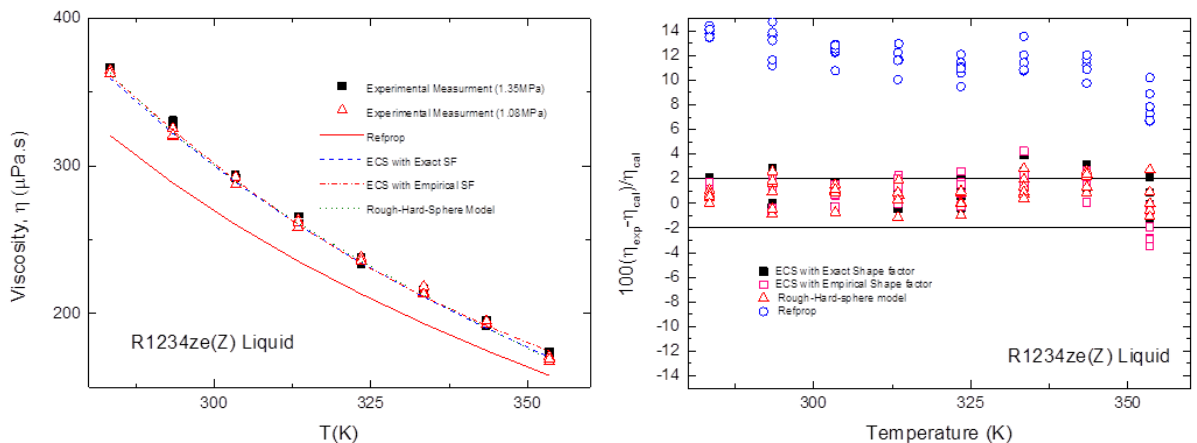 400
300
200
Viscosity, η (μPa.s)
Experimental Measurment (1.35MPa)
Experimental Measurment (1.08MPa)
Refprop
ECS with Exact SF
ECS with Empirical SF
Rough-Hard-Sphere Model
R1234ze(Z) Liquid
300 325 350
T(K)
14
12
10
8
6
4
2
0
-2
-4
-6
-8
-10
-12
-14
100(ηexp-ηcal)/ηcal
ECS with Exact Shape factor
ECS with Empirical Shape factor
Rough-Hard-sphere model
Refprop
R1234ze(Z) Liquid
300 325 350
Temperature (K)